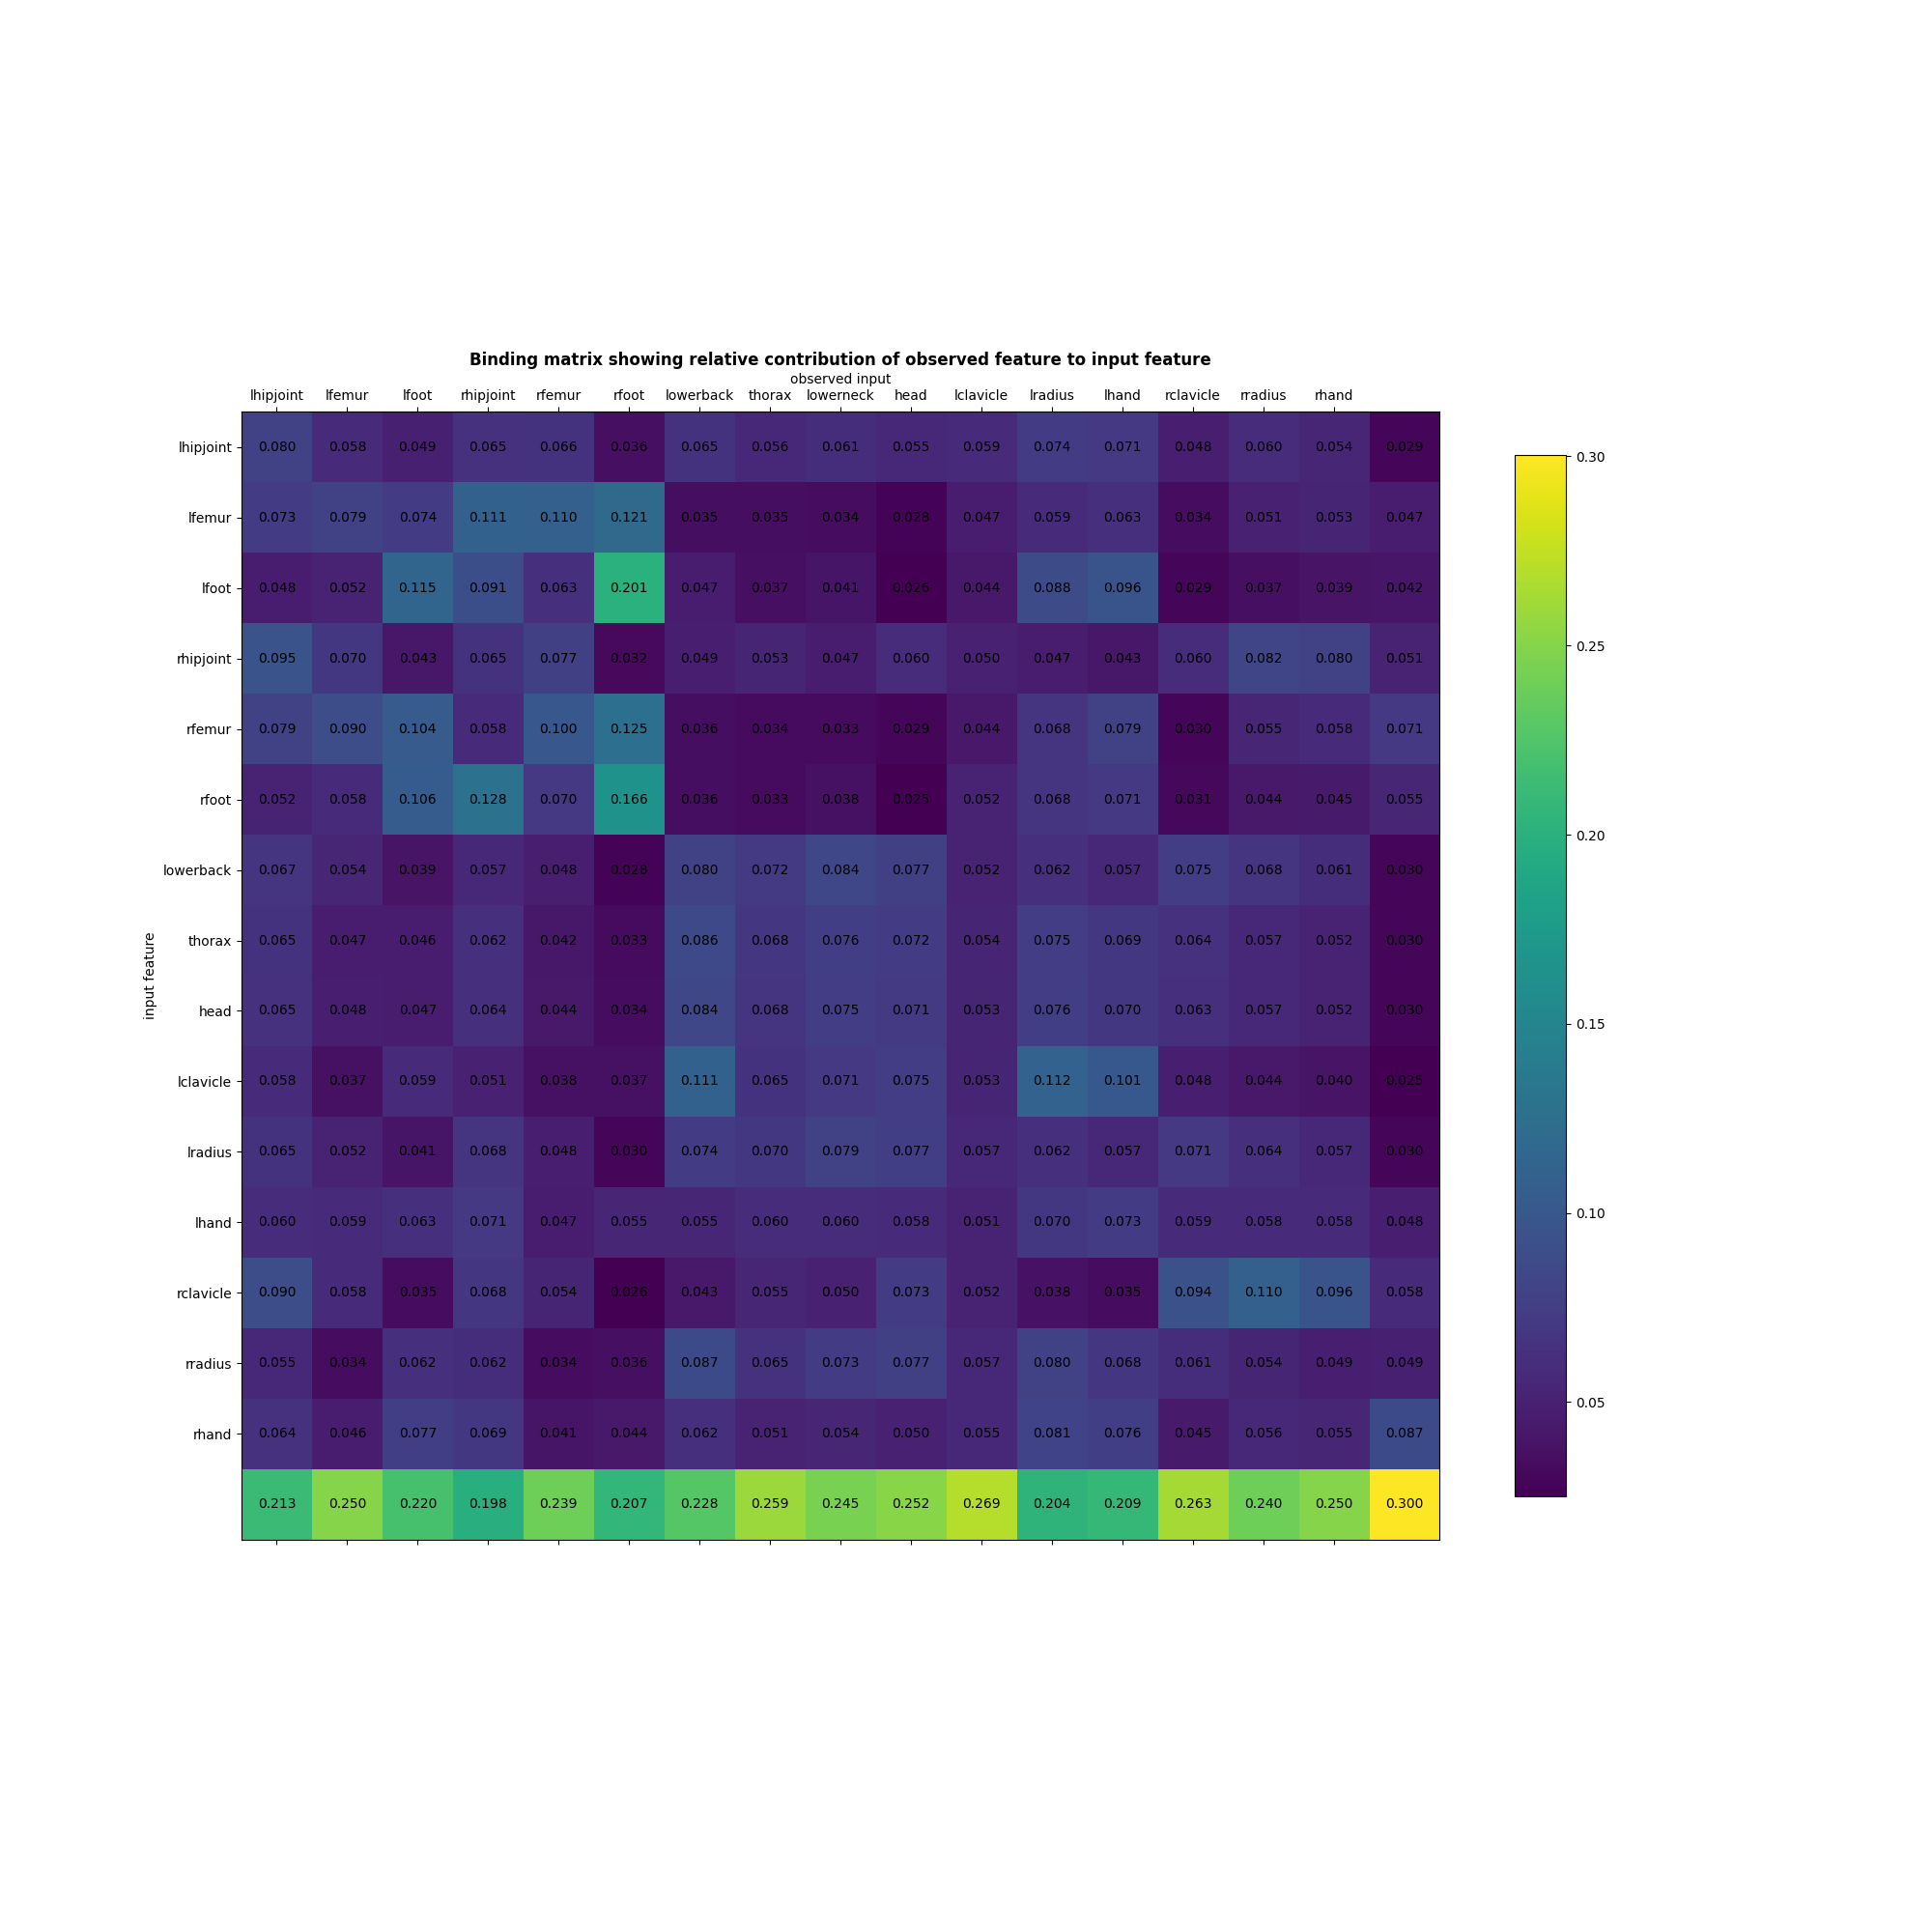 Binding matrix showing relative contribution of observed feature to input feature
observed input
lhipjoint lfemur lfoot rhipjoint rfemur rfoot lowerback thorax lowerneck head lclavicle lradius lhand rclavicle rradius rhand
lhipjoint 0.080 0.058 0.049 0.065 0.066 0.036 0.065 0.056 0.061 0.055 0.059 0.074 0.071 0.048 0.060 0.054 0.029
0.30
lfemur 0.073 0.079 0.074 0.111 0.110 0.121 0.035 0.035 0.034 0.028 0.047 0.059 0.063 0.034 0.051 0.053 0.047
lfoot 0.048 0.052 0.115 0.091 0.063 0.201 0.047 0.037 0.041 0.026 0.044 0.088 0.096 0.029 0.037 0.039 0.042
0.25
rhipjoint 0.095 0.070 0.043 0.065 0.077 0.032 0.049 0.053 0.047 0.060 0.050 0.047 0.043 0.060 0.082 0.080 0.051
rfemur 0.079 0.090 0.104 0.058 0.100 0.125 0.036 0.034 0.033 0.029 0.044 0.068 0.079 0.030 0.055 0.058 0.071
rfoot 0.052 0.058 0.106 0.128 0.070 0.166 0.036 0.033 0.038 0.025 0.052 0.068 0.071 0.031 0.044 0.045 0.055
0.20
lowerback 0.067 0.054 0.039 0.057 0.048 0.028 0.080 0.072 0.084 0.077 0.052 0.062 0.057 0.075 0.068 0.061 0.030
thorax 0.065 0.047 0.046 0.062 0.042 0.033 0.086 0.068 0.076 0.072 0.054 0.075 0.069 0.064 0.057 0.052 0.030
input feature
head 0.065 0.048 0.047 0.064 0.044 0.034 0.084 0.068 0.075 0.071 0.053 0.076 0.070 0.063 0.057 0.052 0.030
0.15
lclavicle 0.058 0.037 0.059 0.051 0.038 0.037 0.111 0.065 0.071 0.075 0.053 0.112 0.101 0.048 0.044 0.040 0.025
lradius 0.065 0.052 0.041 0.068 0.048 0.030 0.074 0.070 0.079 0.077 0.057 0.062 0.057 0.071 0.064 0.057 0.030
lhand 0.060 0.059 0.063 0.071 0.047 0.055 0.055 0.060 0.060 0.058 0.051 0.070 0.073 0.059 0.058 0.058 0.048
0.10
rclavicle 0.090 0.058 0.035 0.068 0.054 0.026 0.043 0.055 0.050 0.073 0.052 0.038 0.035 0.094 0.110 0.096 0.058
rradius 0.055 0.034 0.062 0.062 0.034 0.036 0.087 0.065 0.073 0.077 0.057 0.080 0.068 0.061 0.054 0.049 0.049
0.05
rhand 0.064 0.046 0.077 0.069 0.041 0.044 0.062 0.051 0.054 0.050 0.055 0.081 0.076 0.045 0.056 0.055 0.087
0.213 0.250 0.220 0.198 0.239 0.207 0.228 0.259 0.245 0.252 0.269 0.204 0.209 0.263 0.240 0.250 0.300